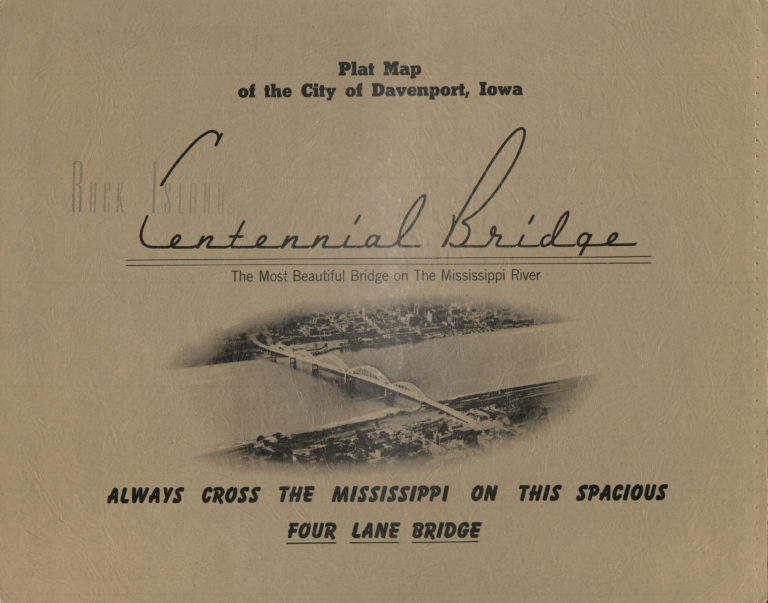 Plat Map
of the City of Davenport, Iowa
Rock Island
Centennial Bridge
The Most Beautiful Bridge on The Mississippi River
ALWAYS CROSS THE MISSISSIPPI ON THIS SPACIOUS
FOUR LANE BRIDGE